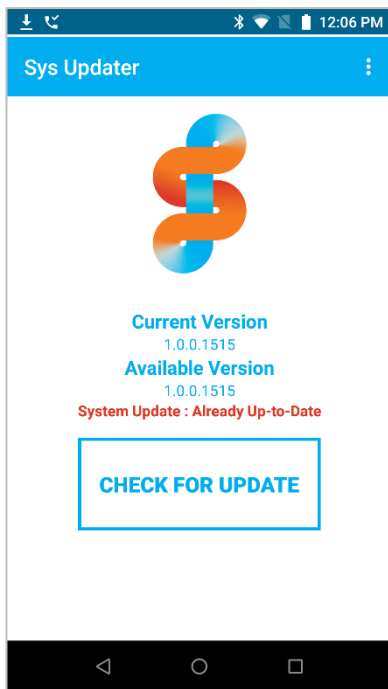 12:06 PM
Sys Updater
Current Version
1.0.0.1515
Available Version
1.0.0.1515
System Update : Already Up-to-Date
CHECK FOR UPDATE